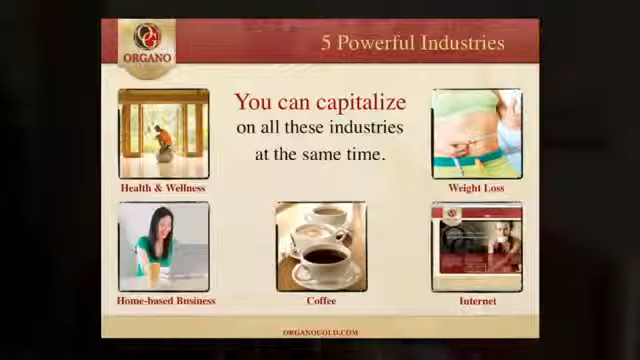 ORGANO
5 Powerful Industries
You can capitalize
on all these industries
at the same time.
Health & Wellness
Weight Loss
Home-based Business
Coffee
Internet
ORGANOGOLD.COM